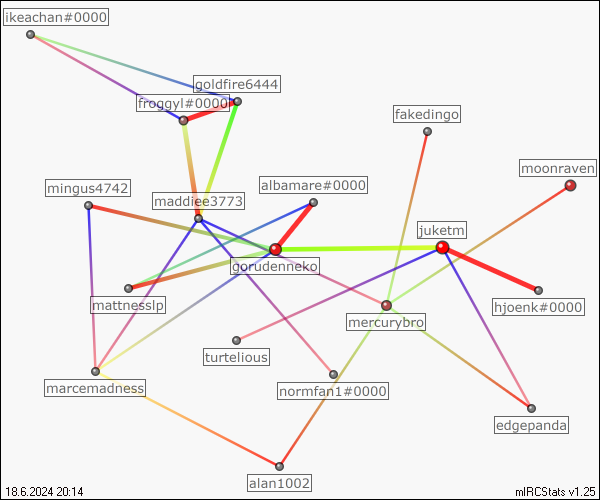 ikeachan#0000
goldfire6444
froggyl#0000
fakedingo
moonraven
mingus4742
albamare#0000
maddiee3773
juketm
gorudenneko
mattnesslp
hjoenk#0000
mercurybro
turtelious
marcemadness
normfan1#0000
edgepanda
alan1002
18.6.2024 20:14
mIRCStats v1.25